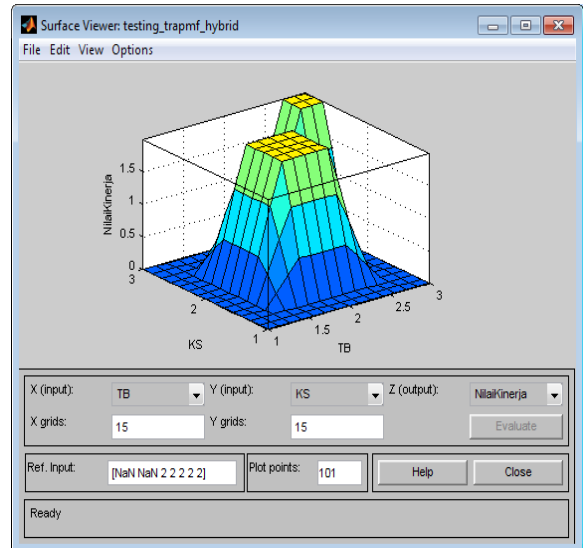 Surface Viewer: testing_trapmf_hybrid
File Edit View Options
NilaiKinerja
1.5
1
0.5
0
3
2
1
KS
1
1.5
2
2.5
3
TB
X (input): TB Y (input): KS Z (output): NilaiKinerja
X grids: 15 Y grids: 15 Evaluate
Ref. Input: [NaN NaN 2 2 2 2 2] Plot points: 101 Help Close
Ready